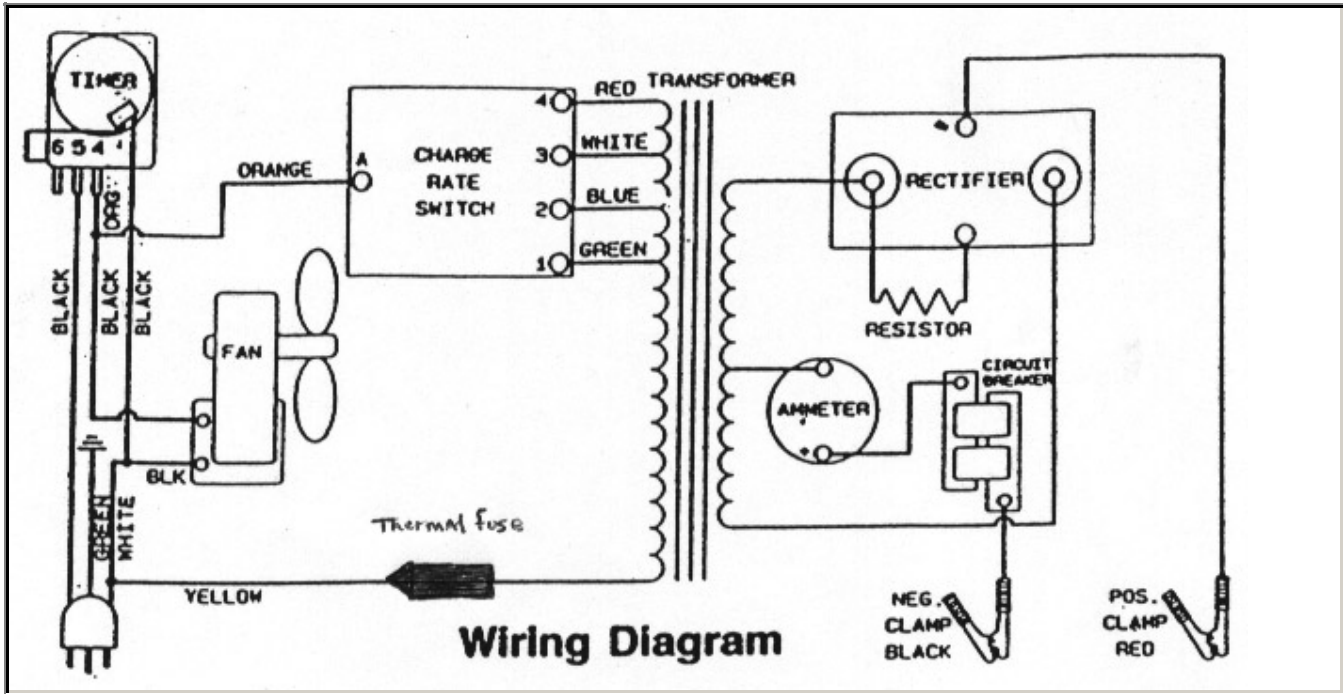 TIMER
6 5 4
ORANGE
ORG
BLACK
BLACK
BLACK
FAN
BLK
GREEN
WHITE
YELLOW
Thermal fuse
A
CHARGE
RATE
SWITCH
4
3
2
1
RED
WHITE
BLUE
GREEN
TRANSFORMER
RECTIFIER
RESISTOR
AMMETER
+
CIRCUIT
BREAKER
NEG.
CLAMP
BLACK
POS.
CLAMP
RED
Wiring Diagram